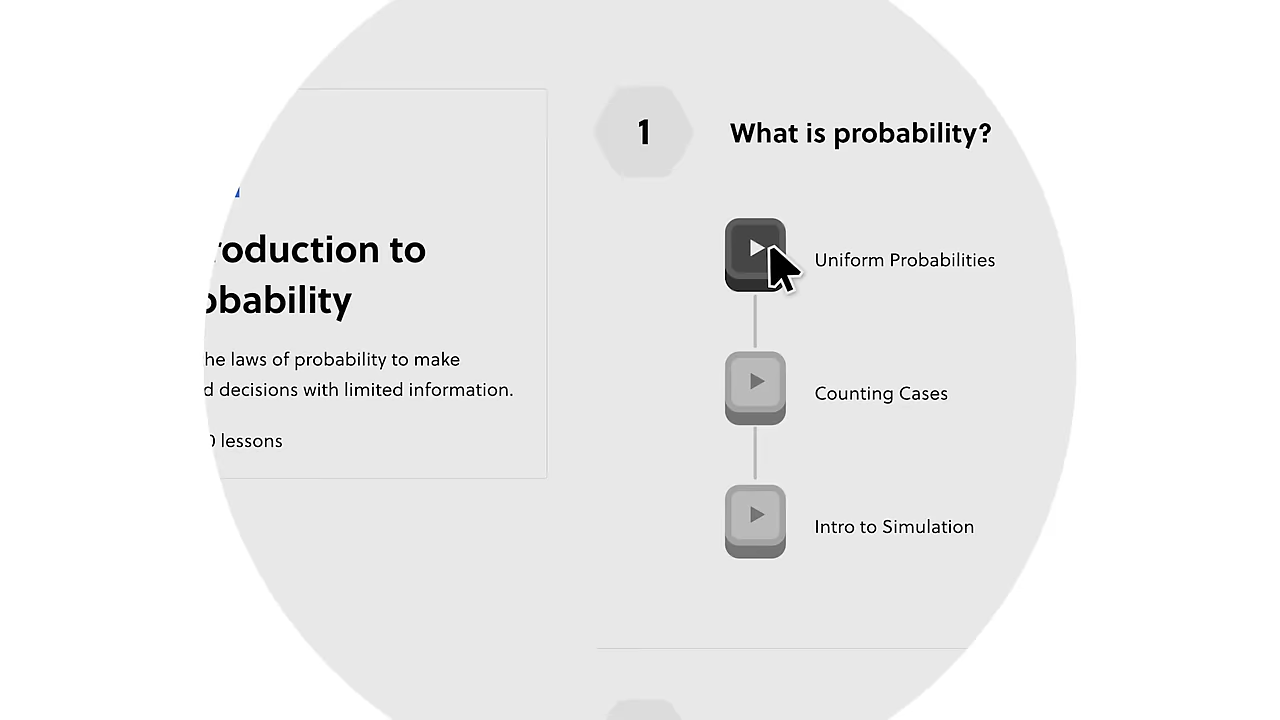 roduction to
obability
he laws of probability to make
d decisions with limited information.
0 lessons
1
What is probability?
Uniform Probabilities
Counting Cases
Intro to Simulation